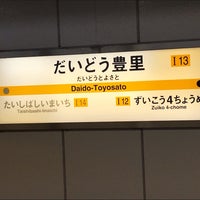 だいどう豊里 I13
だいどうとよさと
Daido-Toyosato
たいしばしいまいち I14 I12 ずいこう4ちょうめ
Taishibashi-Imaichi Zuiko 4-chome